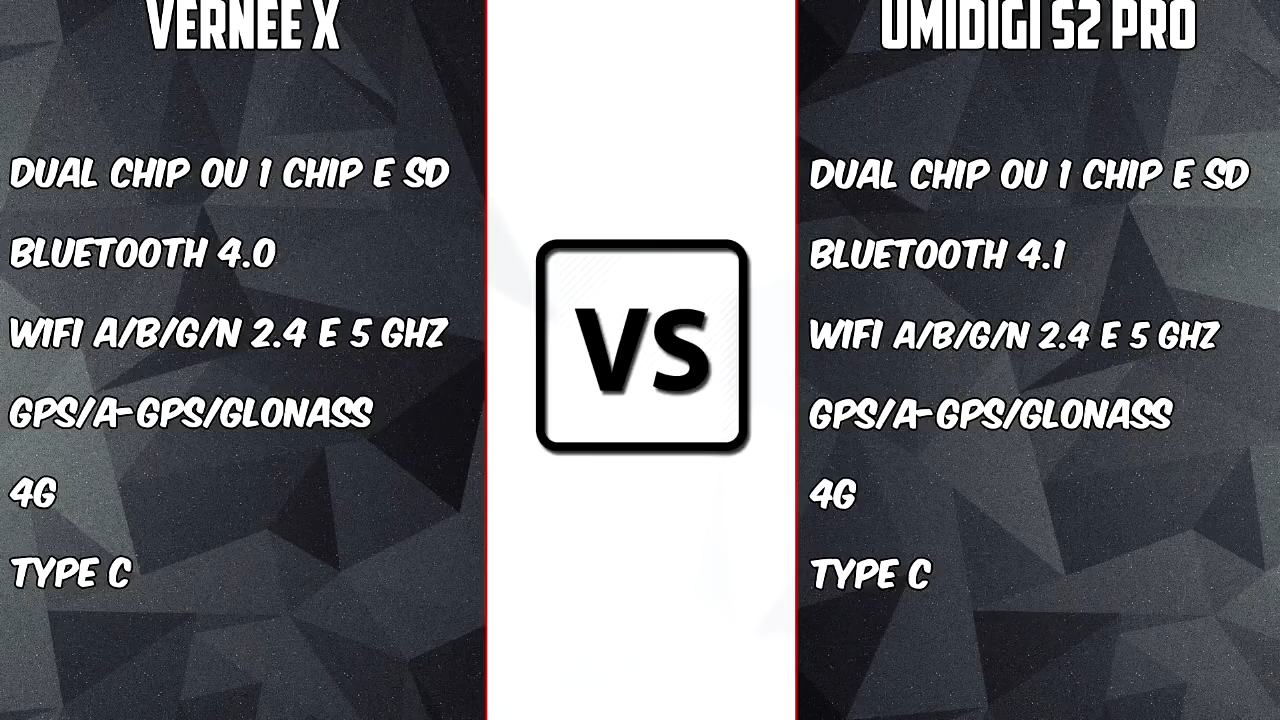 VERNEE X
DUAL CHIP OU 1 CHIP E SD
BLUETOOTH 4.0
WIFI A/B/G/N 2.4 E 5 GHZ
GPS/A-GPS/GLONASS
4G
TYPE C
VS
UMIDIGI S2 PRO
DUAL CHIP OU 1 CHIP E SD
BLUETOOTH 4.1
WIFI A/B/G/N 2.4 E 5 GHZ
GPS/A-GPS/GLONASS
4G
TYPE C